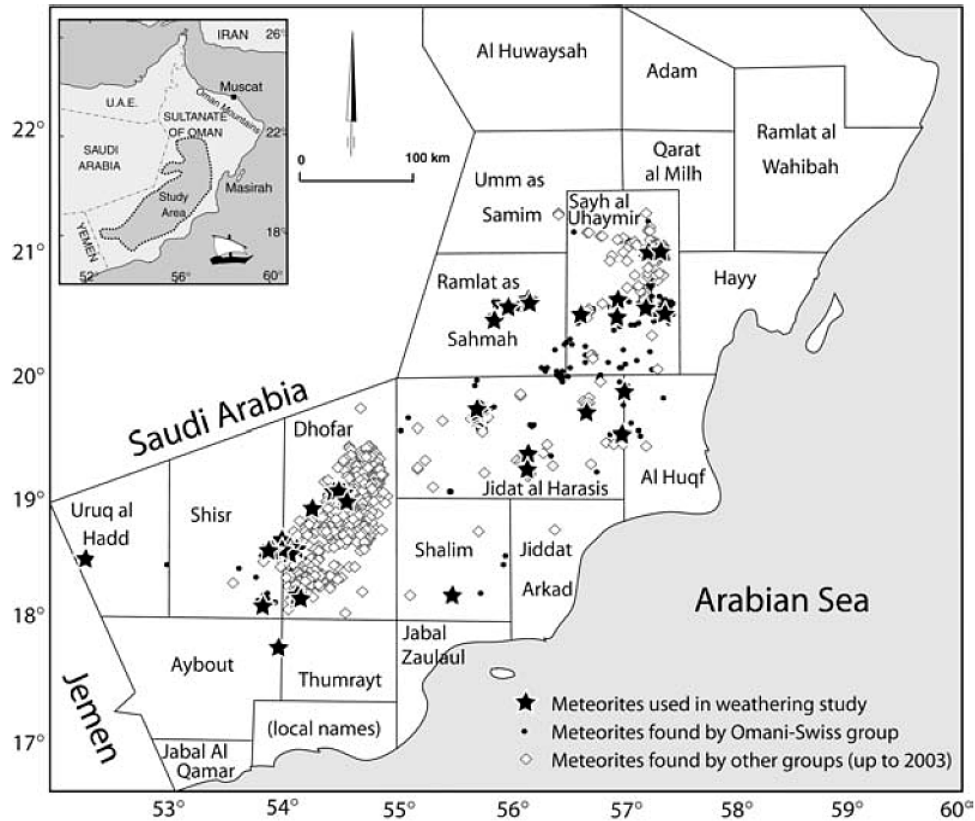 IRAN
26°
Muscat
U.A.E.
Oman Mountains
SULTANATE
OF OMAN
22°
SAUDI
ARABIA
Masirah
Study
Area
YEMEN
18°
52°
56°
60°
0
100 km
Al Huwaysah
Adam
Ramlat al
Wahibah
Qarat
al Milh
Umm as
Samim
Sayh al
Uhaymir
Ramlat as
Sahmah
Hayy
Saudi Arabia
Dhofar
Jidat al Harasis
Al Huqf
Uruq al
Hadd
Shisr
Shalim
Jiddat
Arkad
Arabian Sea
Aybout
Thumrayt
Jabal
Zaulaul
Jemen
(local names)
Jabal Al
Qamar
Meteorites used in weathering study
Meteorites found by Omani-Swiss group
Meteorites found by other groups (up to 2003)
22°
21°
20°
19°
18°
17°
53°
54°
55°
56°
57°
58°
59°
60°